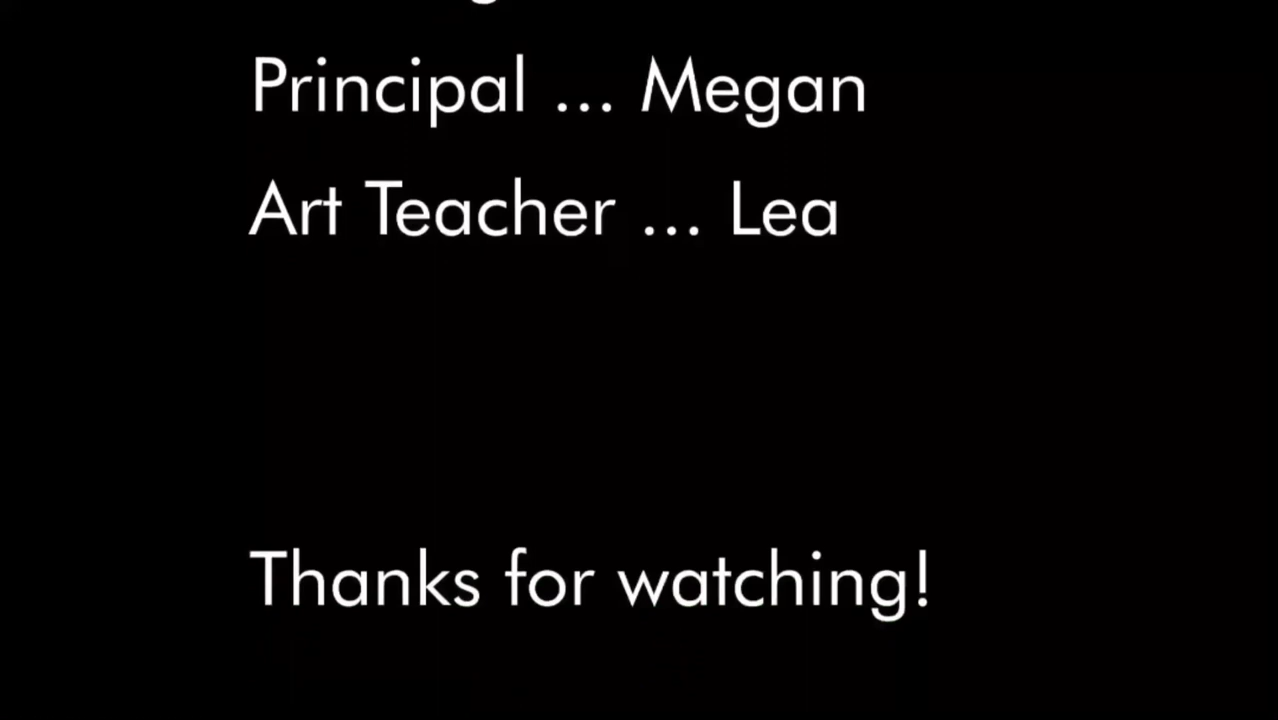 Principal ... Megan
Art Teacher ... Lea
Thanks for watching!